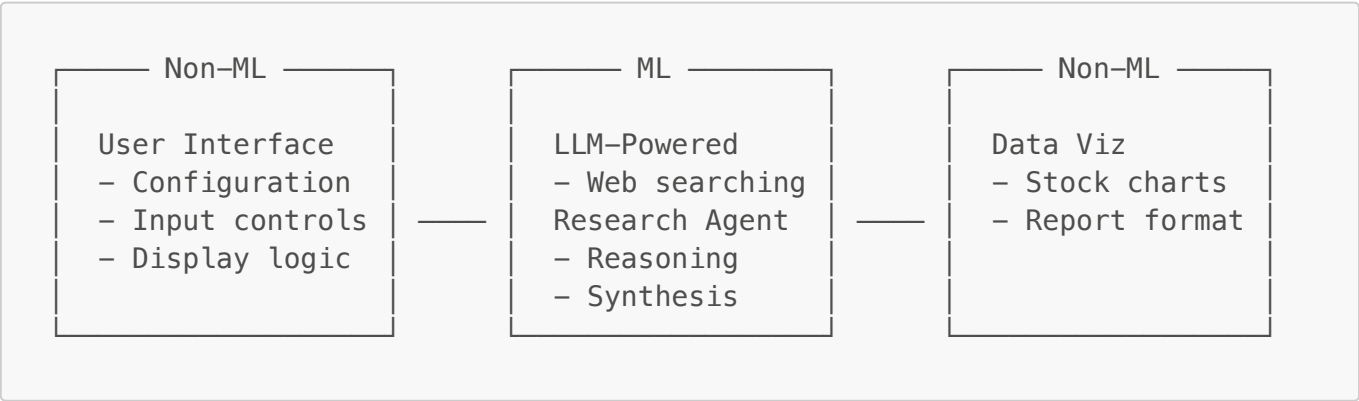 Non-ML
User Interface
- Configuration
- Input controls
- Display logic
ML
LLM-Powered
- Web searching
Research Agent
- Reasoning
- Synthesis
Non-ML
Data Viz
- Stock charts
- Report format